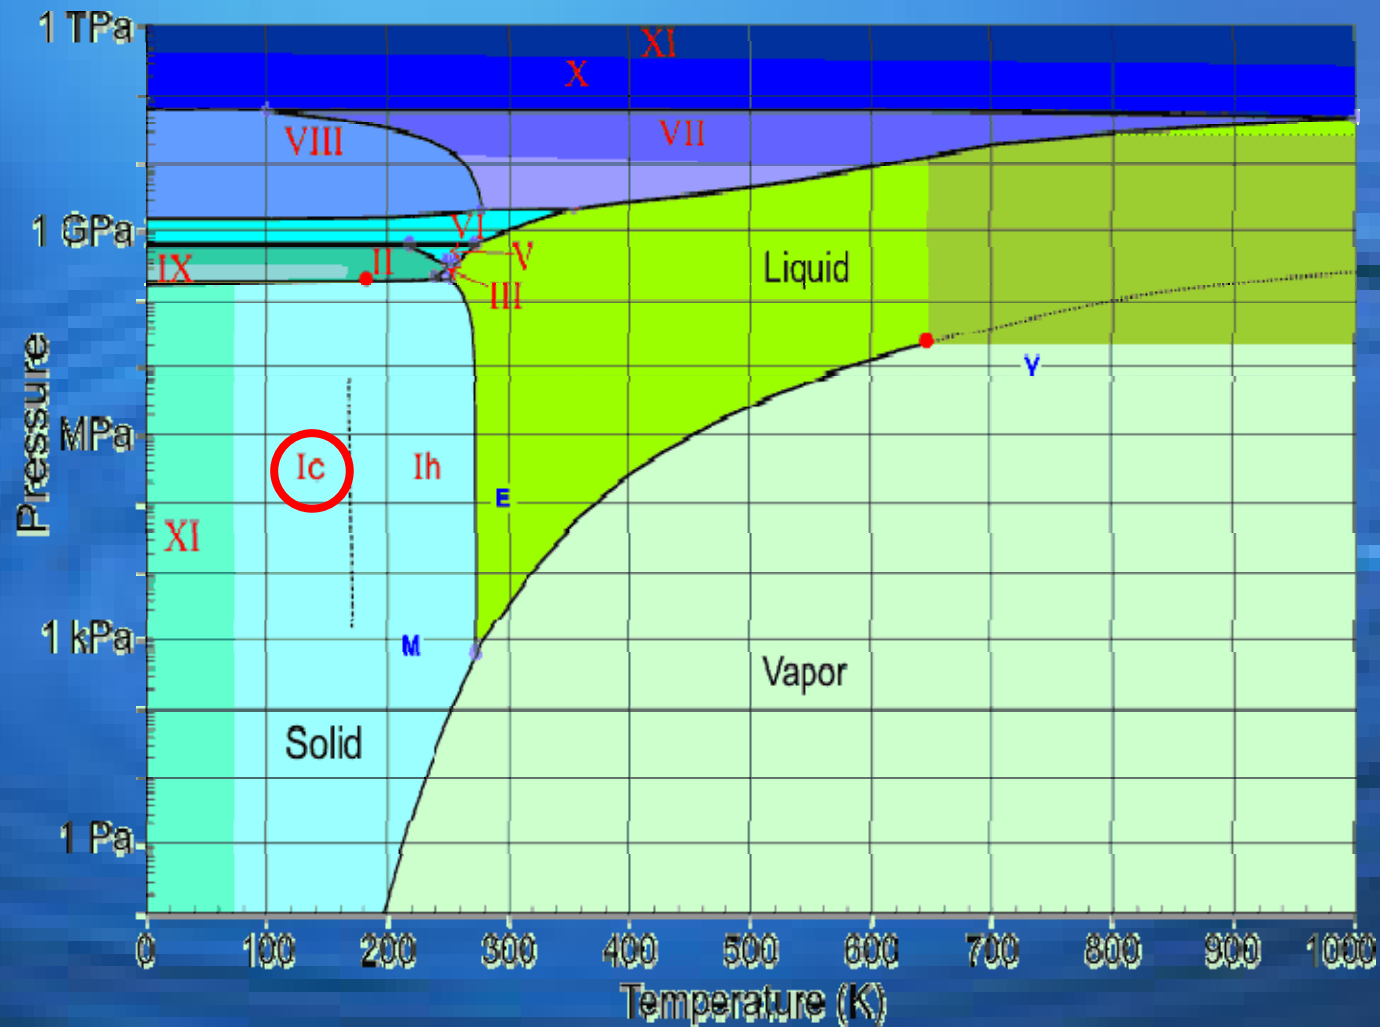 1 TPa
XI
X
VIII
VII
1 GPa
VI
V
IX
II
III
Liquid
V
Pressure
MPa
Ic
Ih
E
XI
1 kPa
M
Vapor
Solid
1 Pa
0 100 200 300 400 500 600 700 800 900 1000
Temperature (K)